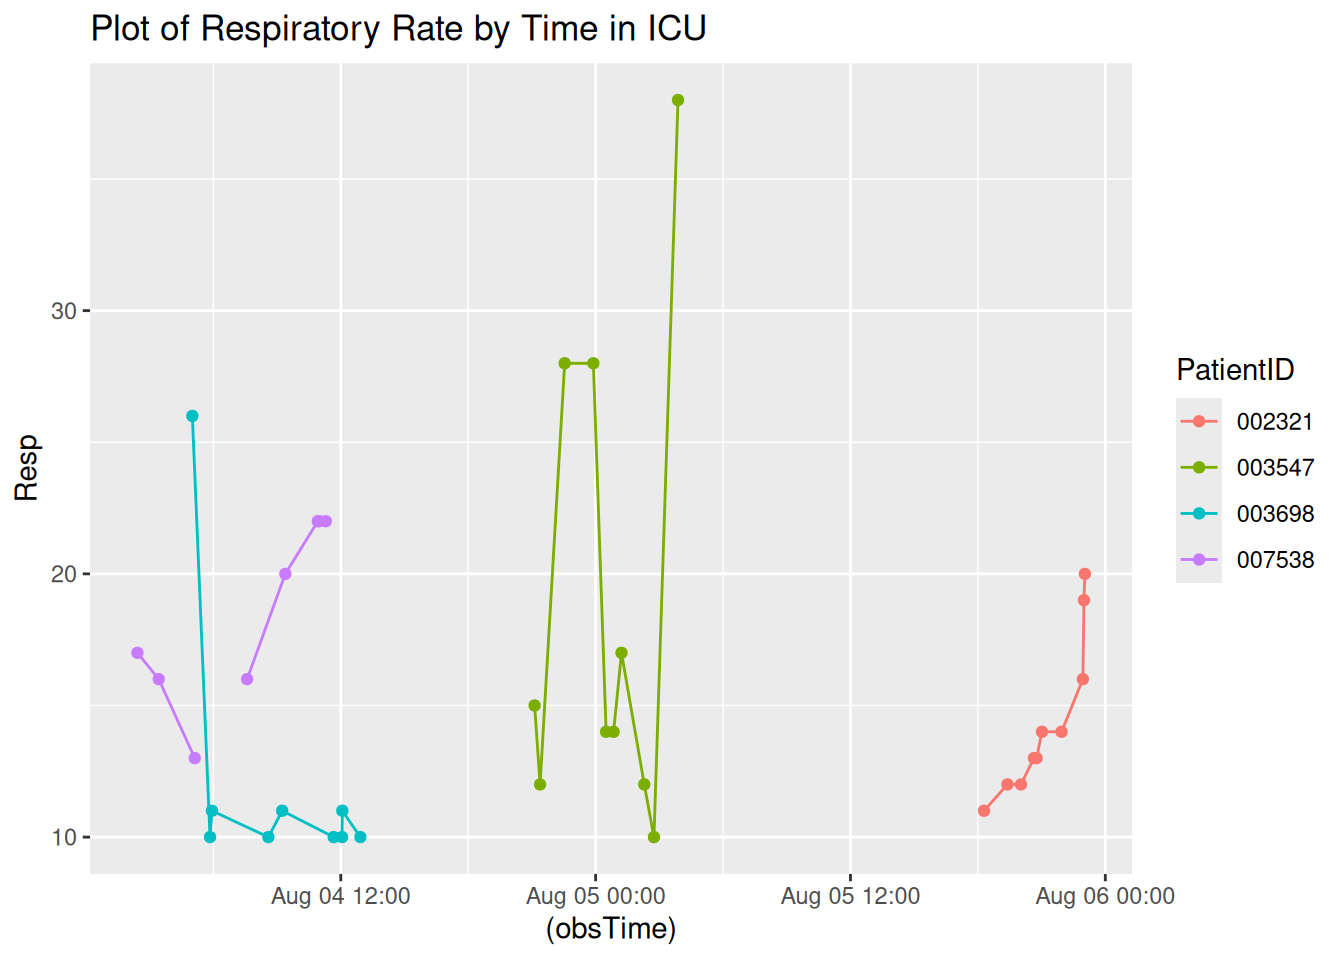 Plot of Respiratory Rate by Time in ICU
Resp
30
20
10
Aug 04 12:00
Aug 05 00:00
Aug 05 12:00
Aug 06 00:00
(obsTime)
PatientID
002321
003547
003698
007538